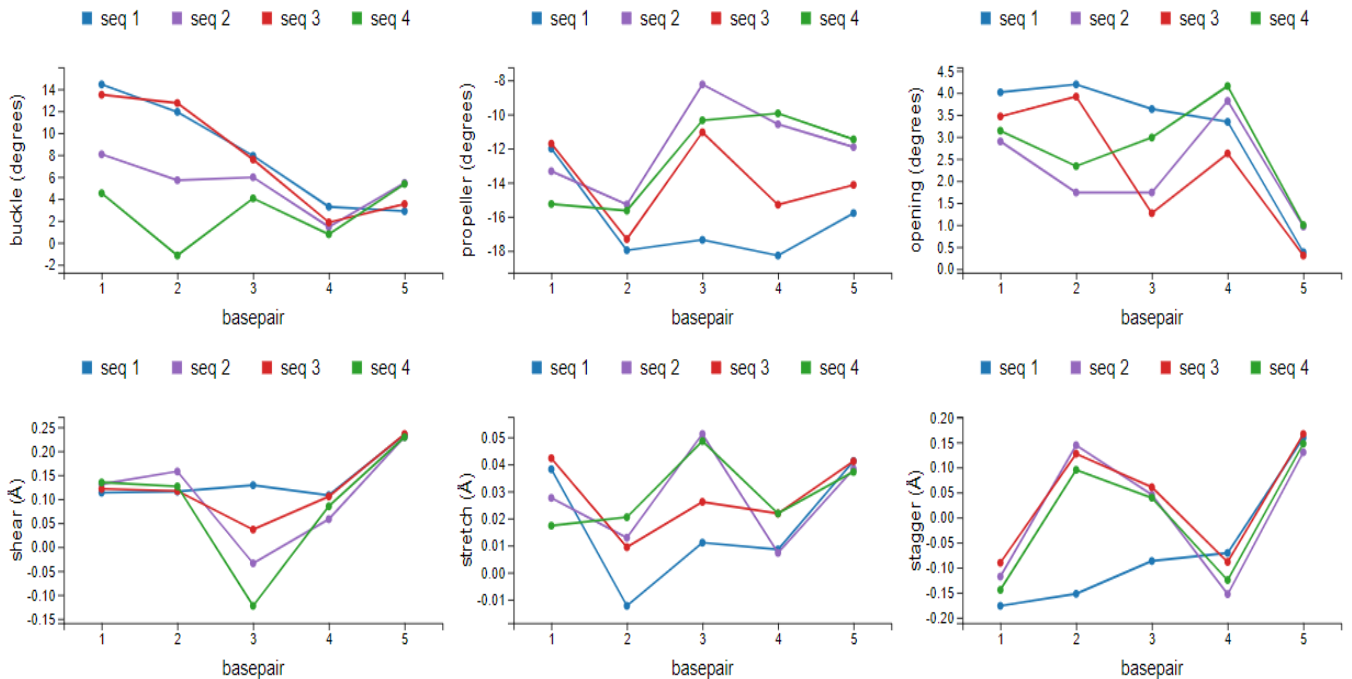 seq 1 seq 2 seq 3 seq 4
buckle (degrees)
14
12
10
8
6
4
2
0
-2
1 2 3 4 5
basepair
seq 1 seq 2 seq 3 seq 4
propeller (degrees)
-8
-10
-12
-14
-16
-18
1 2 3 4 5
basepair
seq 1 seq 2 seq 3 seq 4
opening (degrees)
4.5
4.0
3.5
3.0
2.5
2.0
1.5
1.0
0.5
0.0
1 2 3 4 5
basepair
seq 1 seq 2 seq 3 seq 4
shear (Å)
0.25
0.20
0.15
0.10
0.05
0.00
-0.05
-0.10
-0.15
1 2 3 4 5
basepair
seq 1 seq 2 seq 3 seq 4
stretch (Å)
0.05
0.04
0.03
0.02
0.01
0.00
-0.01
1 2 3 4 5
basepair
seq 1 seq 2 seq 3 seq 4
stagger (Å)
0.20
0.15
0.10
0.05
0.00
-0.05
-0.10
-0.15
-0.20
1 2 3 4 5
basepair